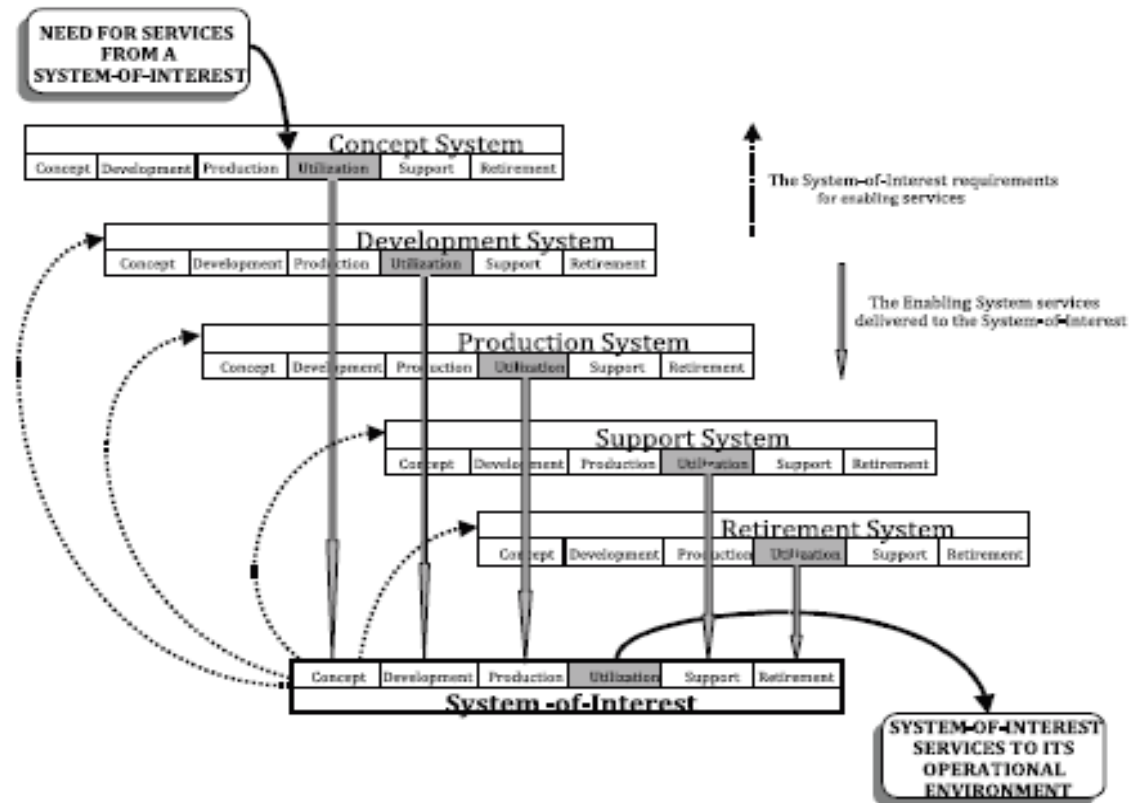 NEED FOR SERVICES
FROM A
SYSTEM-OF-INTEREST
Concept System
Concept Development Production Utilization Support Retirement
The System-of-Interest requirements
for enabling services
Development System
Concept Development Production Utilization Support Retirement
The Enabling System services
delivered to the System-of-Interest
Production System
Concept Development Production Utilization Support Retirement
Support System
Concept Development Production Utilization Support Retirement
Retirement System
Concept Development Production Utilization Support Retirement
Concept Development Production Utilization Support Retirement
System -of-Interest
SYSTEM-OF-INTEREST
SERVICES TO ITS
OPERATIONAL
ENVIRONMENT